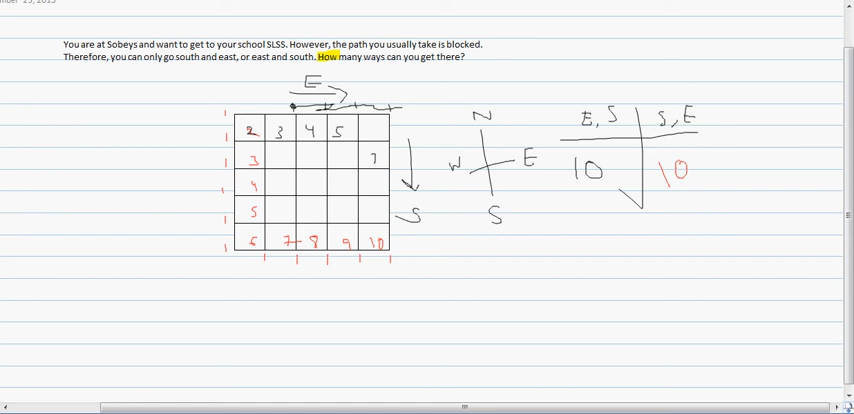 You are at Sobeys and want to get to your school SLSS. However, the path you usually take is blocked.
Therefore, you can only go south and east, or east and south. How many ways can you get there?
E
N
E, S S, E
2 3 4 5
3 7
W E
10 10
4
5
S
S
6 7 8 9 10